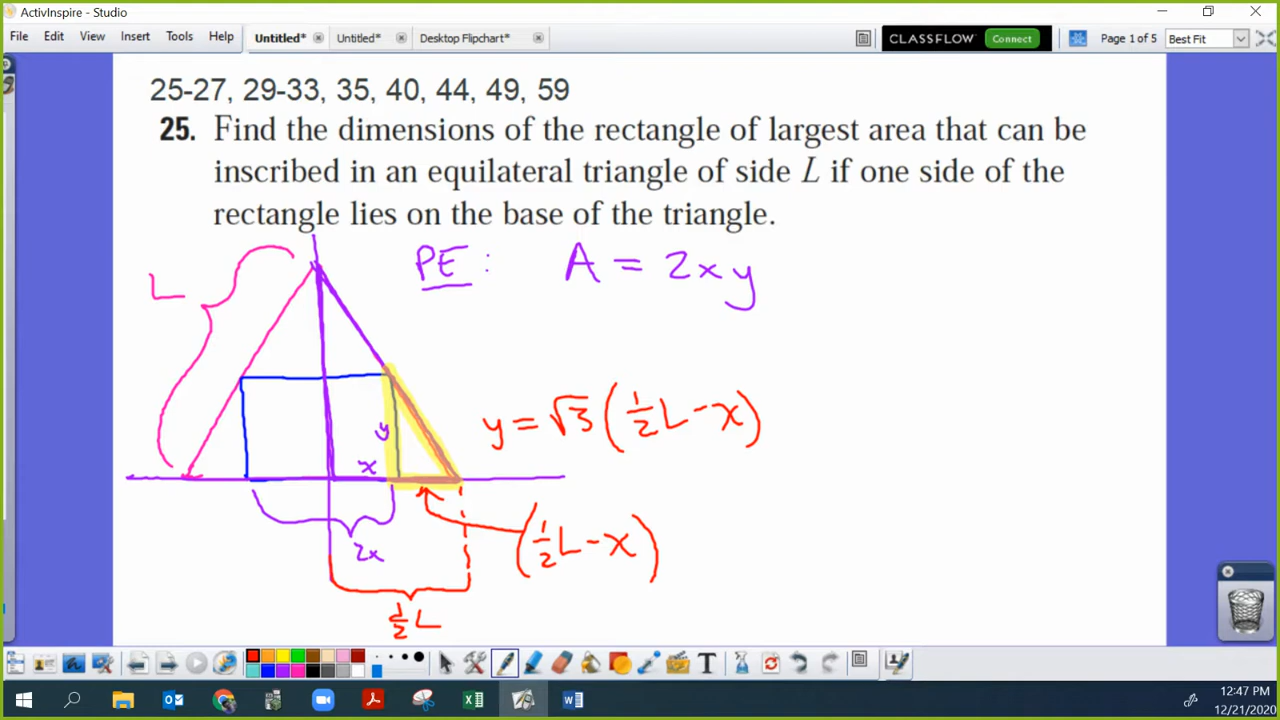 ActivInspire - Studio
File Edit View Insert Tools Help Untitled* Untitled* Desktop Flipchart* CLASSFLOW Connect Page 1 of 5 Best Fit
25-27, 29-33, 35, 40, 44, 49, 59
25. Find the dimensions of the rectangle of largest area that can be
inscribed in an equilateral triangle of side L if one side of the
rectangle lies on the base of the triangle.
PE: A = 2xy
L
y = √3(1/2 L - x)
y
x
(1/2 L - x)
2x
1/2 L
T
12:47 PM
12/21/2020